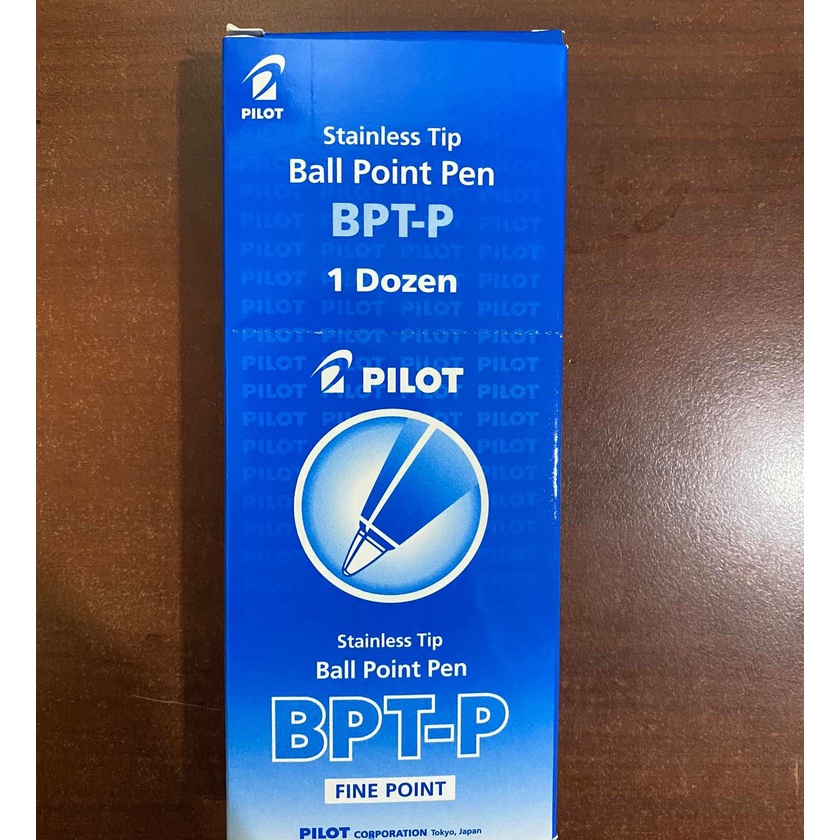 PILOT
Stainless Tip
Ball Point Pen
BPT-P
1 Dozen
PILOT
Stainless Tip
Ball Point Pen
BPT-P
FINE POINT
PILOT CORPORATION Tokyo, Japan